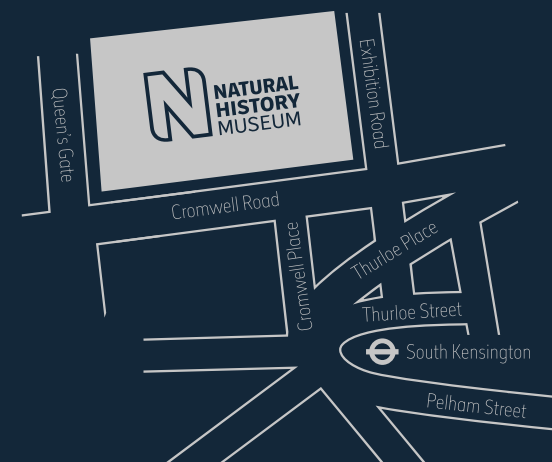 NATURAL
HISTORY
MUSEUM
Exhibition Road
Queen's Gate
Cromwell Road
Cromwell Place
Thurloe Place
Thurloe Street
South Kensington
Pelham Street